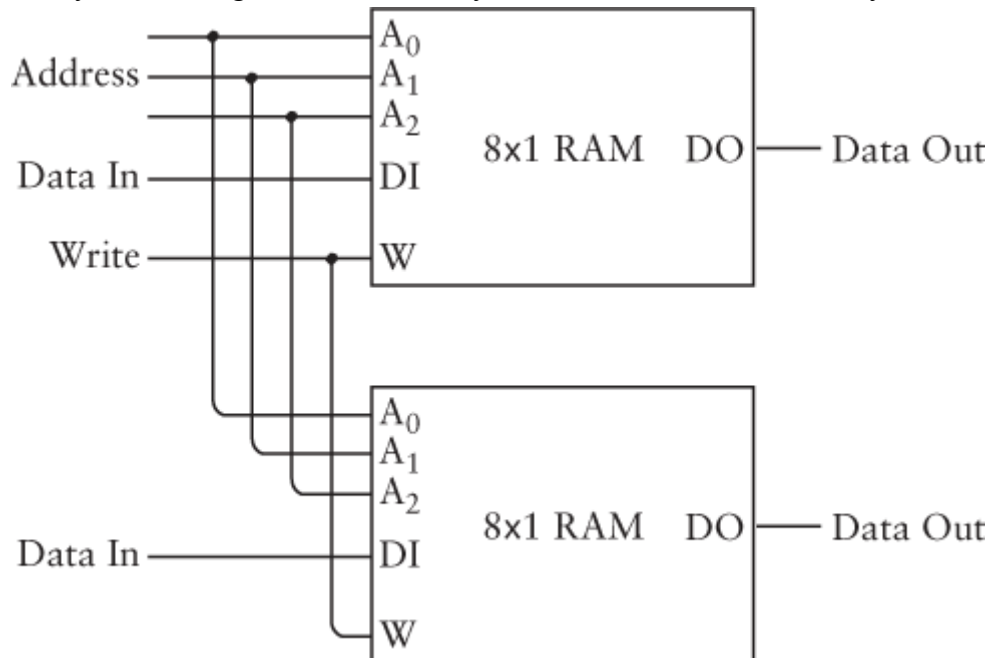 A0
Address A1
A2
8x1 RAM DO Data Out
Data In DI
Write W
A0
A1
A2
8x1 RAM DO Data Out
Data In DI
W